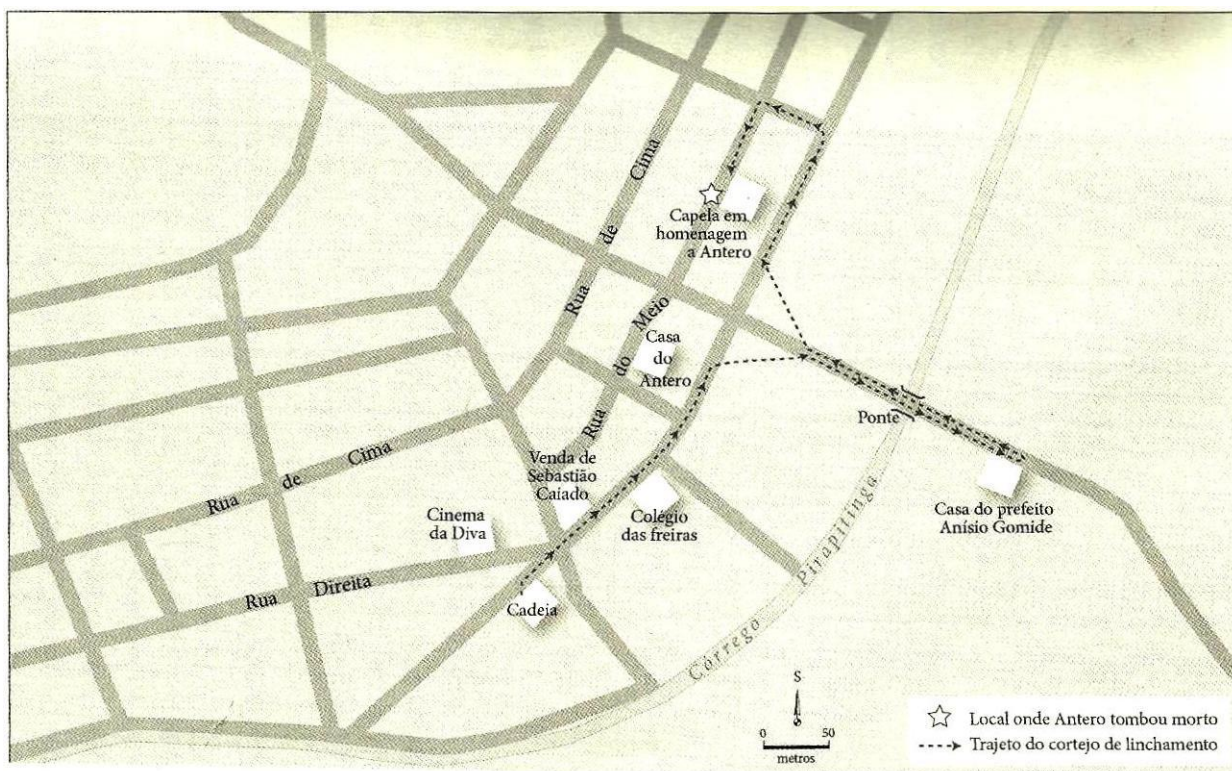 Cima
de
Rua
Capela em
homenagem
a Antero
Meio
do
Rua
Casa
do
Antero
Ponte
Venda de
Sebastião
Caiado
Rua de Cima
Cinema
da Diva
Colégio
das freiras
Casa do prefeito
Anísio Gomide
Rua Direita
Cadeia
Córrego Pirapitinga
S
0 50
metros
Local onde Antero tombou morto
Trajeto do cortejo de linchamento